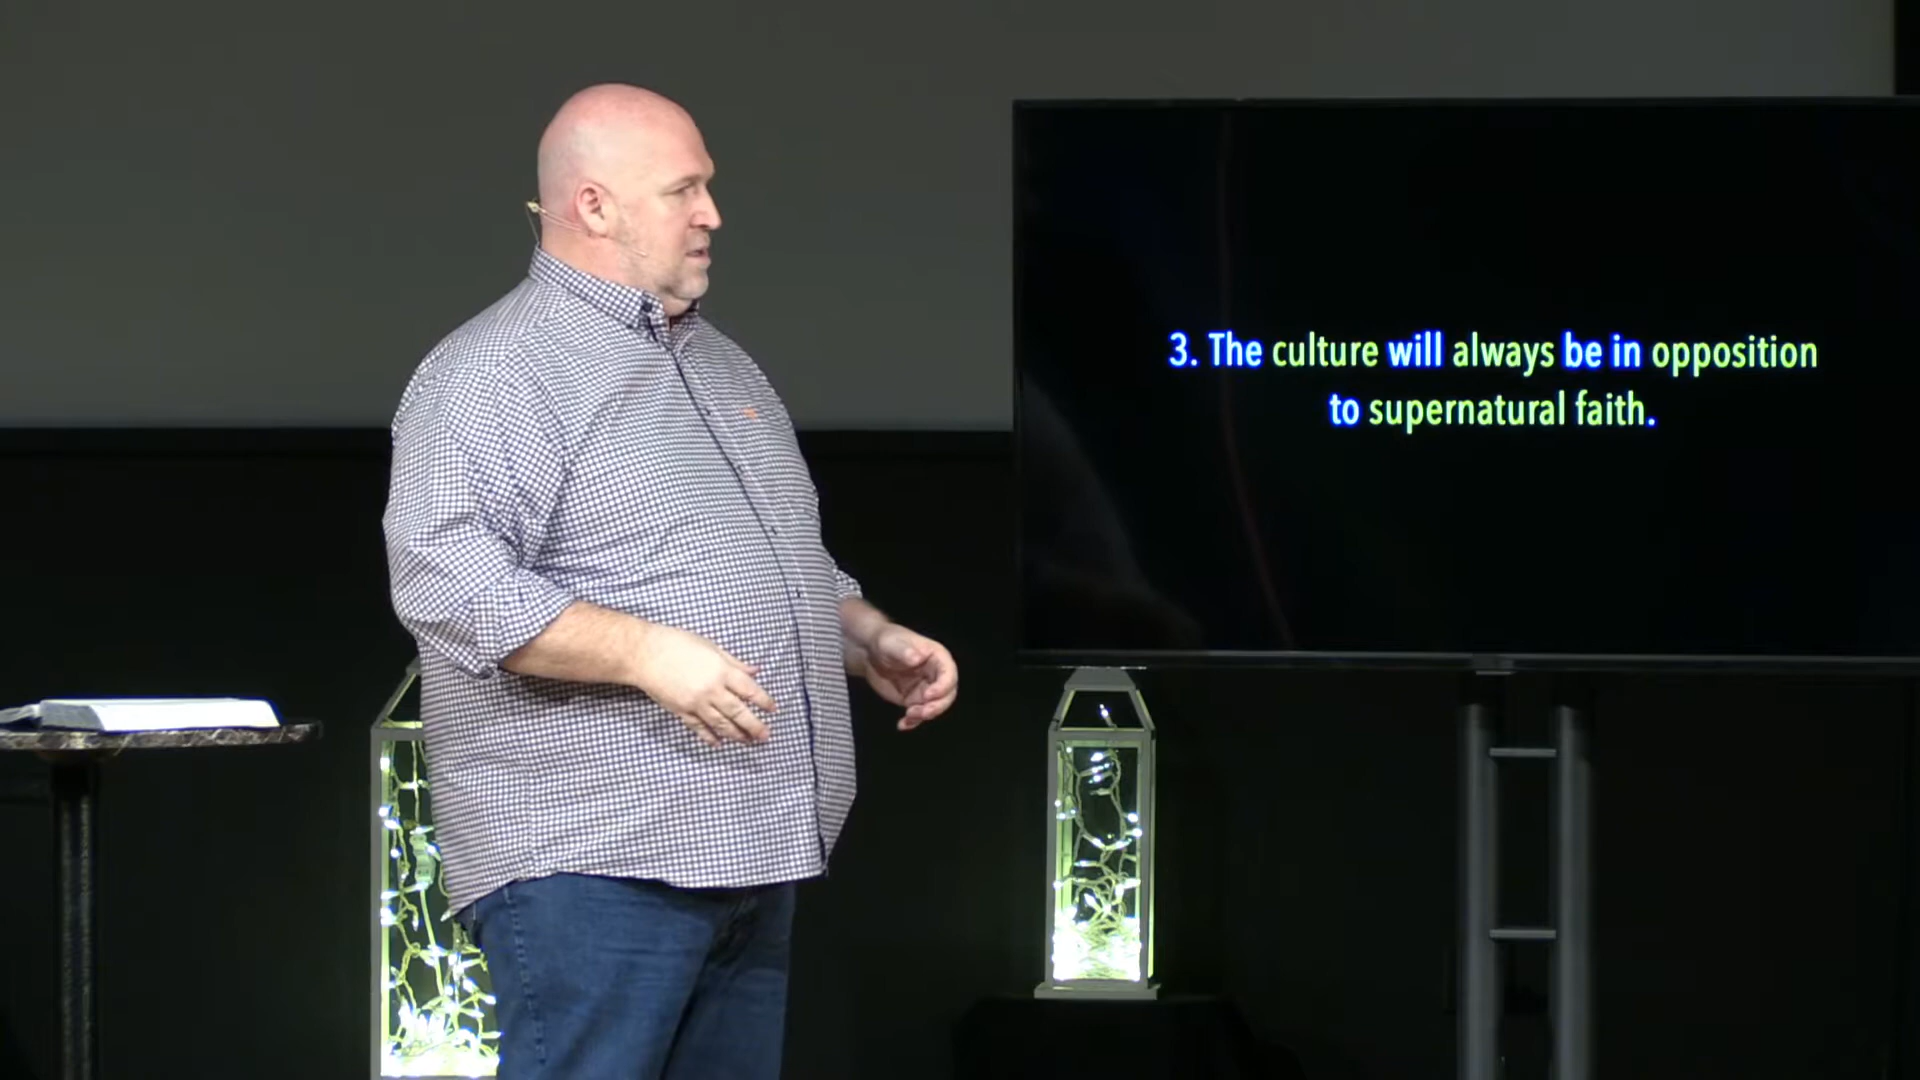 3. The culture will always be in opposition
to supernatural faith.